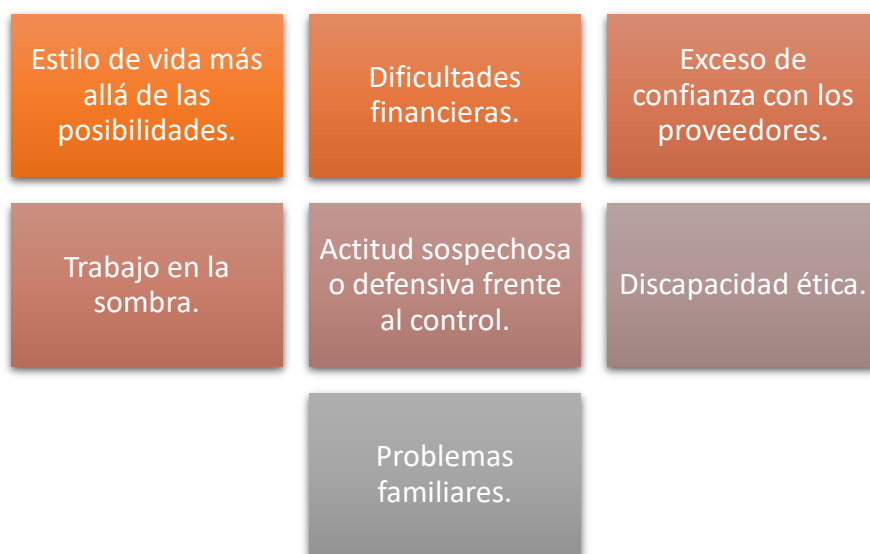 Estilo de vida más
allá de las
posibilidades.
Dificultades
financieras.
Exceso de
confianza con los
proveedores.
Trabajo en la
sombra.
Actitud sospechosa
o defensiva frente
al control.
Discapacidad ética.
Problemas
familiares.